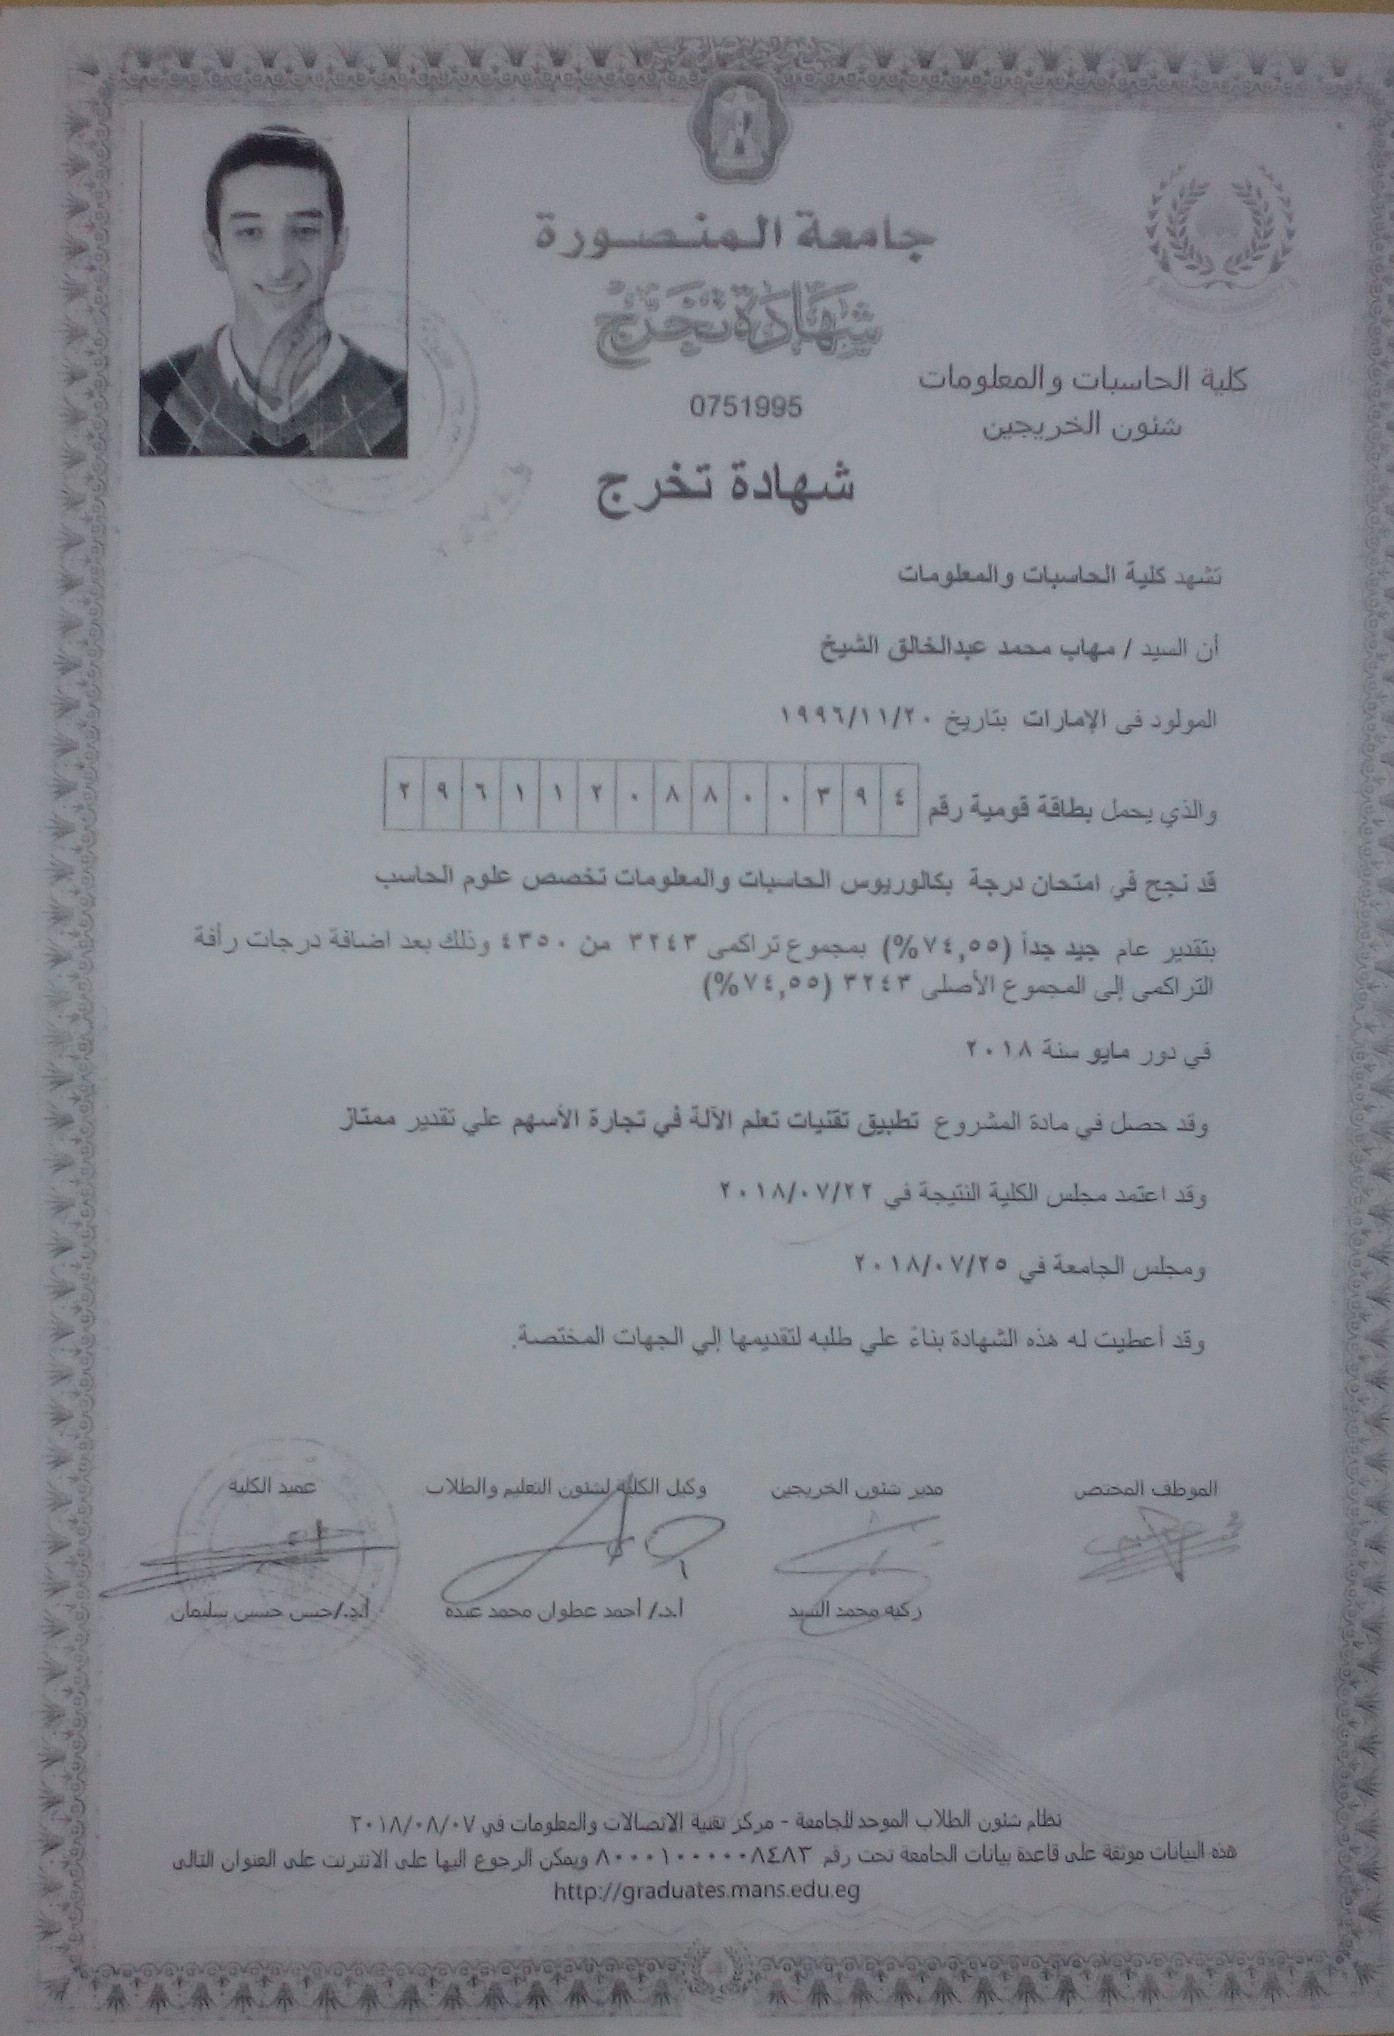 جامعة المنصورة
شهادة تخرج
كلية الحاسبات والمعلومات
0751995
شئون الخريجين
شهادة تخرج
تشهد كلية الحاسبات والمعلومات
أن السيد / مهاب محمد عبدالخالق الشيخ
المولود فى الإمارات بتاريخ ١٩٩٦/١١/٢٠
والذي يحمل بطاقة قومية رقم ٢ ٩ ٦ ١ ١ ٢ ٠ ٨ ٨ ٠ ٠ ٣ ٩ ٤
قد نجح في امتحان درجة بكالوريوس الحاسبات والمعلومات تخصص علوم الحاسب
بتقدير عام جيد جداً (٧٤,٥٥%) بمجموع تراكمى ٣٢٤٣ من ٤٣٥٠ وذلك بعد اضافة درجات رأفة
التراكمى إلى المجموع الأصلى ٣٢٤٣ (٧٤,٥٥%)
في دور مايو سنة ٢٠١٨
وقد حصل في مادة المشروع تطبيق تقنيات تعلم الآلة في تجارة الأسهم علي تقدير ممتاز
وقد اعتمد مجلس الكلية النتيجة في ٢٠١٨/٠٧/٢٢
ومجلس الجامعة في ٢٠١٨/٠٧/٢٥
وقد أعطيت له هذه الشهادة بناءً علي طلبه لتقديمها إلي الجهات المختصة.
الموظف المختص مدير شئون الخريجين وكيل الكلية لشئون التعليم والطلاب عميد الكلية
زكيه محمد السيد أ.د./ أحمد عطوان محمد عبده أ.د./حسن حسين سليمان
نظام شئون الطلاب الموحد للجامعة - مركز تقنية الاتصالات والمعلومات في ٢٠١٨/٠٨/٠٧
هذه البيانات موثقة على قاعدة بيانات الجامعة تحت رقم ٨٠٠٠١٠٠٠٠٠٨٤٨٣ ويمكن الرجوع اليها على الانترنت على العنوان التالى
http://graduates.mans.edu.eg